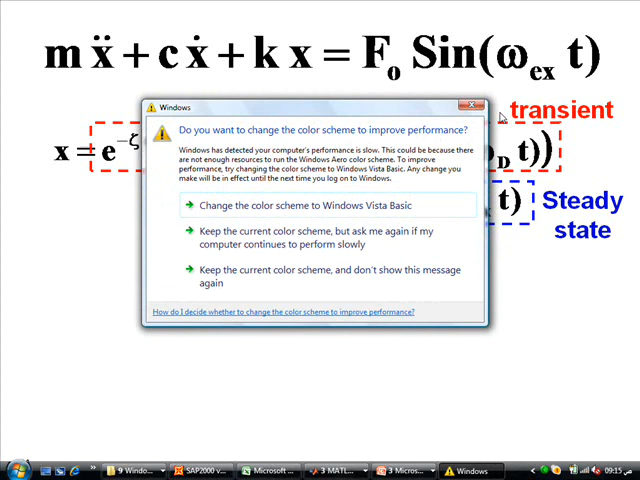 m ẍ + c ẋ + k x = F₀ Sin(ω_ex t)
transient
x = e^−ζ
_D t))
t)
Steady
state
Windows
Do you want to change the color scheme to improve performance?
Windows has detected your computer's performance is slow. This could be because there
are not enough resources to run the Windows Aero color scheme. To improve
performance, try changing the color scheme to Windows Vista Basic. Any change you
make will be in effect until the next time you log on to Windows.
Change the color scheme to Windows Vista Basic
Keep the current color scheme, but ask me again if my
computer continues to perform slowly
Keep the current color scheme, and don't show this message
again
How do I decide whether to change the color scheme to improve performance?
9 Windo...
SAP2000 v...
Microsoft ...
3 MATL...
3 Micros...
Windows
09:15 ص